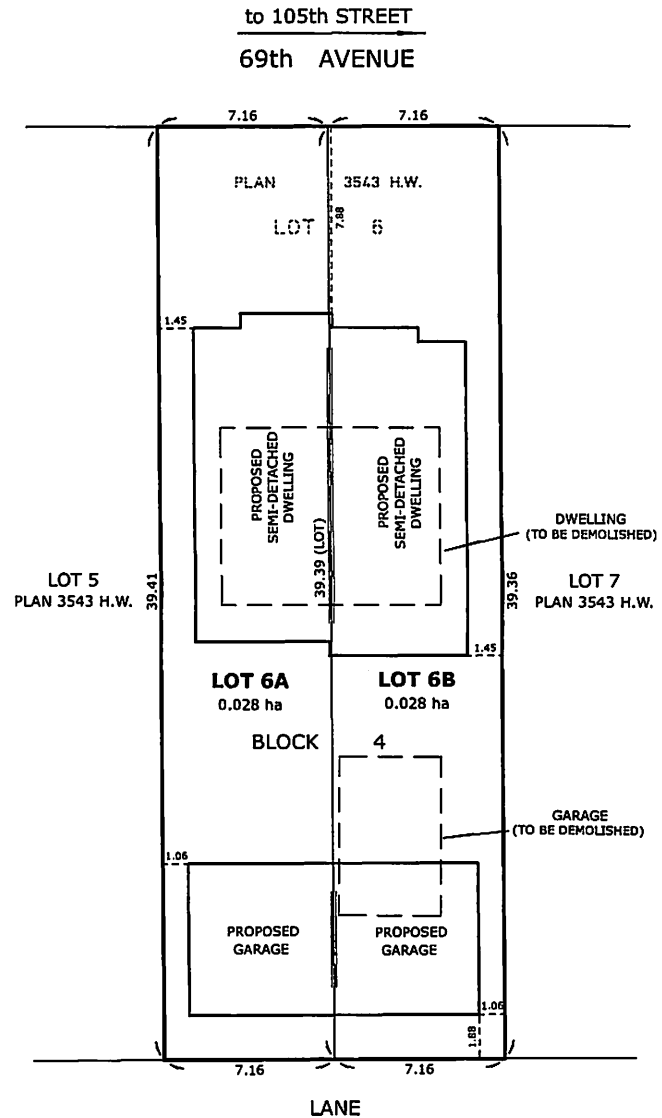 to 105th STREET
69th AVENUE
7.16 7.16
PLAN 3543 H.W.
LOT 6
7.88
1.45
PROPOSED
SEMI-DETACHED
DWELLING
PROPOSED
SEMI-DETACHED
DWELLING
DWELLING
(TO BE DEMOLISHED)
39.39 (LOT)
LOT 5
PLAN 3543 H.W.
39.41
39.36
LOT 7
PLAN 3543 H.W.
1.45
LOT 6A
0.028 ha
LOT 6B
0.028 ha
BLOCK 4
GARAGE
(TO BE DEMOLISHED)
1.06
PROPOSED
GARAGE
PROPOSED
GARAGE
1.06
1.88
7.16 7.16
LANE